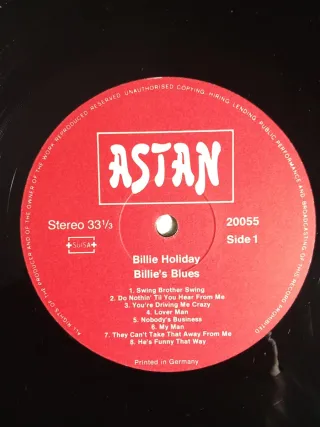 ALL RIGHTS OF THE PRODUCER AND OF THE OWNER OF THE WORK REPRODUCED RESERVED. UNAUTHORISED COPYING, HIRING, LENDING, PUBLIC PERFORMANCE AND BROADCASTING OF THIS RECORD PROHIBITED
ASTAN
Stereo 33 1/3
20055
SUISA
Side 1
Billie Holiday
Billie's Blues
1. Swing Brother Swing
2. Do Nothin' Til You Hear From Me
3. You're Driving Me Crazy
4. Lover Man
5. Nobody's Business
6. My Man
7. They Can't Take That Away From Me
8. He's Funny That Way
Printed in Germany